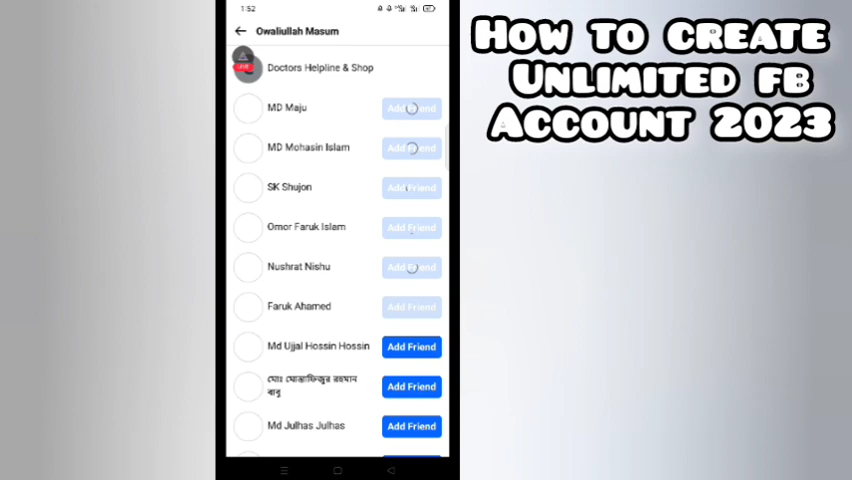 1:52
Owaliullah Masum
HOW TO CREATE
UNLIMITED FB
ACCOUNT 2023
Doctors Helpline & Shop
MD Maju Add Friend
MD Mohasin Islam Add Friend
SK Shujon Add Friend
Omor Faruk Islam Add Friend
Nushrat Nishu Add Friend
Faruk Ahamed Add Friend
Md Ujjal Hossin Hossin Add Friend
মোঃ মোস্তাফিজুর রহমান
বাবু Add Friend
Md Julhas Julhas Add Friend